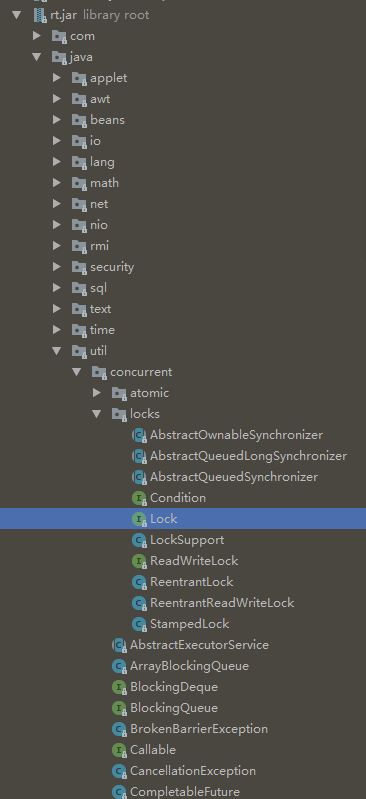 rt.jar library root
com
java
applet
awt
beans
io
lang
math
net
nio
rmi
security
sql
text
time
util
concurrent
atomic
locks
AbstractOwnableSynchronizer
AbstractQueuedLongSynchronizer
AbstractQueuedSynchronizer
Condition
Lock
LockSupport
ReadWriteLock
ReentrantLock
ReentrantReadWriteLock
StampedLock
AbstractExecutorService
ArrayBlockingQueue
BlockingDeque
BlockingQueue
BrokenBarrierException
Callable
CancellationException
CompletableFuture